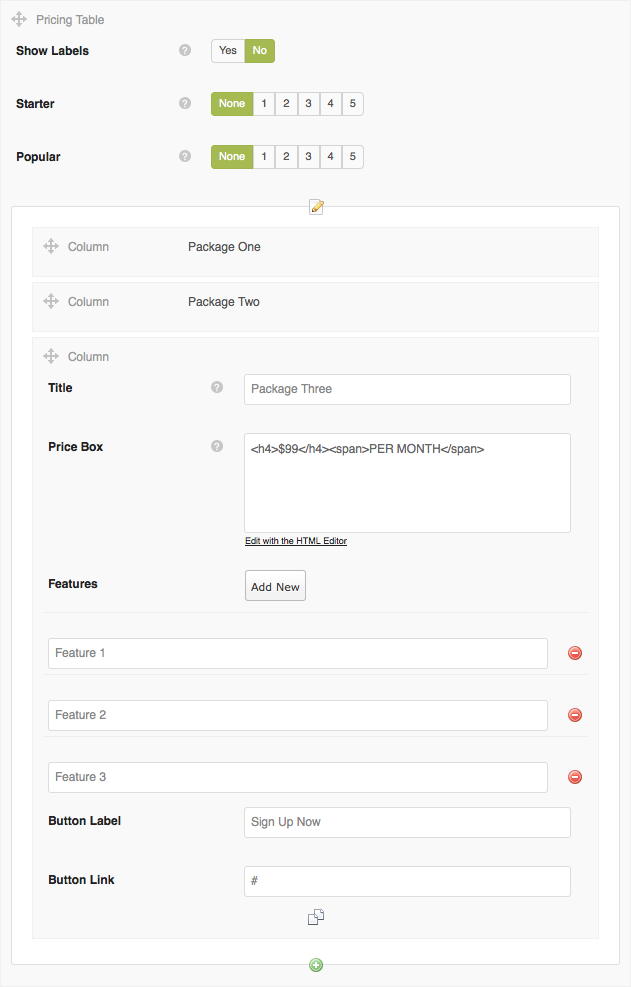 Pricing Table
Show Labels ? Yes No
Starter ? None 1 2 3 4 5
Popular ? None 1 2 3 4 5
Column Package One
Column Package Two
Column
Title ? Package Three
Price Box ? <h4>$99</h4><span>PER MONTH</span>
Edit with the HTML Editor
Features Add New
Feature 1
Feature 2
Feature 3
Button Label Sign Up Now
Button Link #